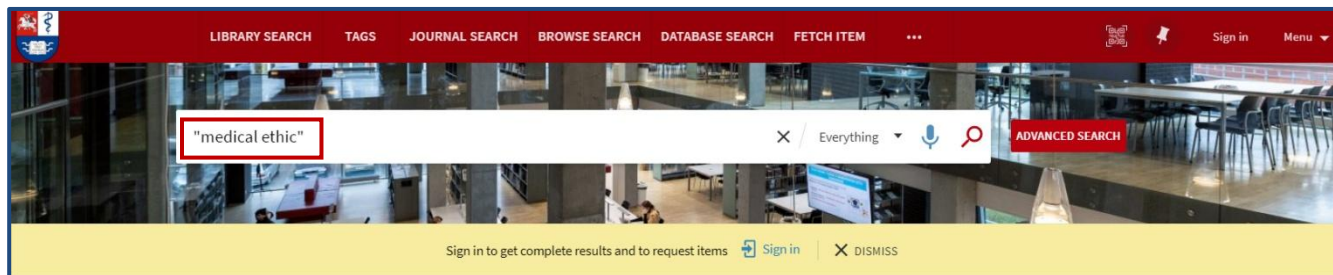 LIBRARY SEARCH TAGS JOURNAL SEARCH BROWSE SEARCH DATABASE SEARCH FETCH ITEM ••• Sign in Menu
"medical ethic" Everything ADVANCED SEARCH
Sign in to get complete results and to request items Sign in DISMISS